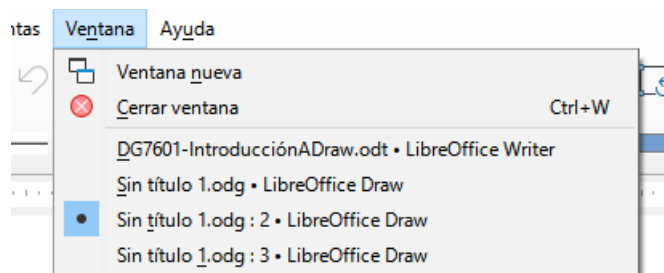 ntas Ventana Ayuda
Ventana nueva
Cerrar ventana Ctrl+W
DG7601-IntroducciónADraw.odt • LibreOffice Writer
Sin título 1.odg • LibreOffice Draw
Sin título 1.odg : 2 • LibreOffice Draw
Sin título 1.odg : 3 • LibreOffice Draw